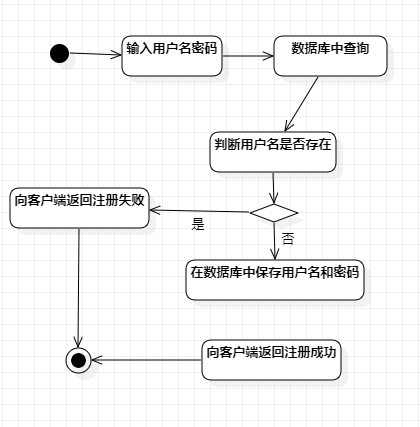 输入用户名密码
数据库中查询
判断用户名是否存在
向客户端返回注册失败
是
否
在数据库中保存用户名和密码
向客户端返回注册成功